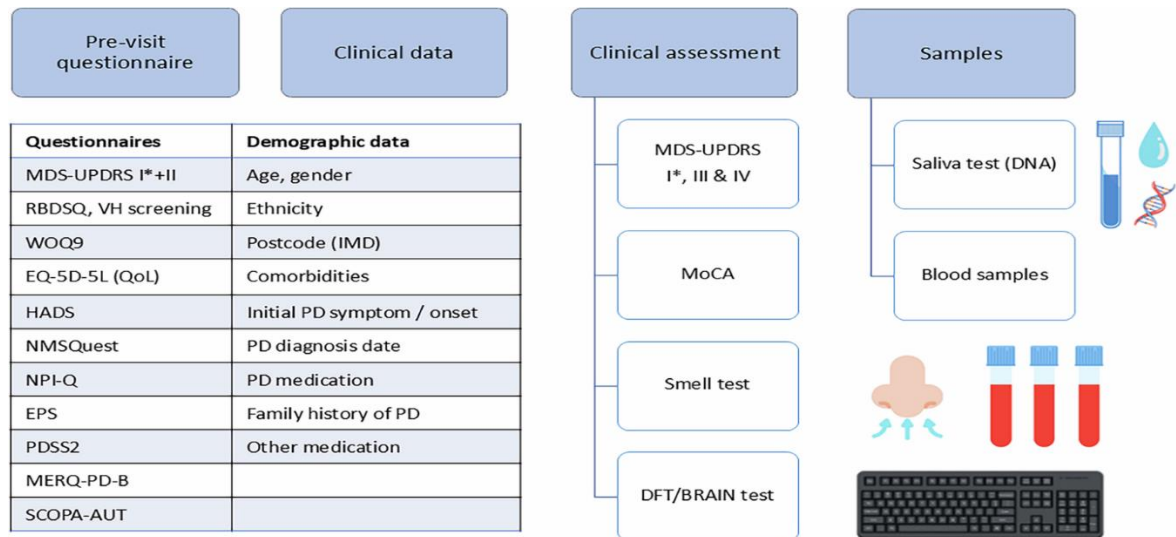 Pre-visit
questionnaire
Clinical data
Clinical assessment
Samples
Questionnaires
Demographic data
MDS-UPDRS I*+II
Age, gender
RBDSQ, VH screening
Ethnicity
WOQ9
Postcode (IMD)
EQ-5D-5L (QoL)
Comorbidities
HADS
Initial PD symptom / onset
NMSQuest
PD diagnosis date
NPI-Q
PD medication
EPS
Family history of PD
PDSS2
Other medication
MERQ-PD-B
SCOPA-AUT
MDS-UPDRS
I*, III & IV
MoCA
Smell test
DFT/BRAIN test
Saliva test (DNA)
Blood samples